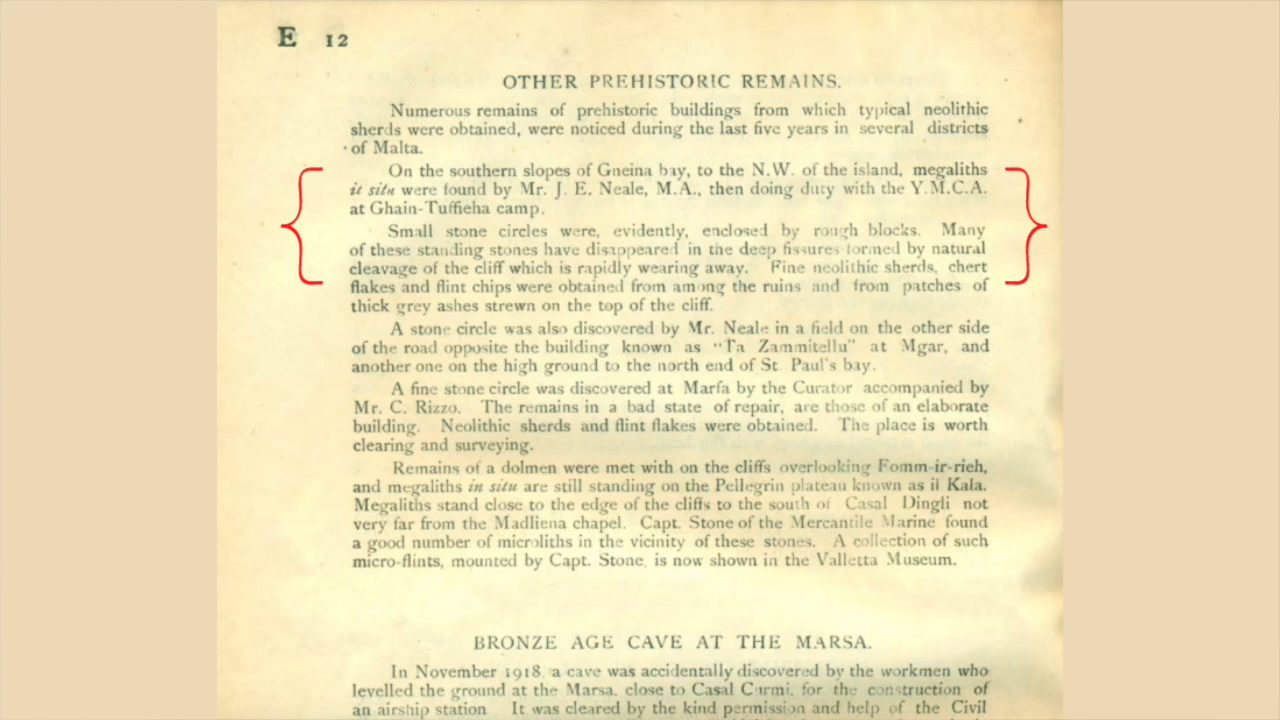 E 12
OTHER PREHISTORIC REMAINS.
Numerous remains of prehistoric buildings from which typical neolithic
sherds were obtained, were noticed during the last five years in several districts
of Malta.
On the southern slopes of Gneina bay, to the N.W. of the island, megaliths
it situ were found by Mr. J. E. Neale, M.A., then doing duty with the Y.M.C.A.
at Ghain-Tuffieha camp.
Small stone circles were, evidently, enclosed by rough blocks. Many
of these standing stones have disappeared in the deep fissures formed by natural
cleavage of the cliff which is rapidly wearing away. Fine neolithic sherds, chert
flakes and flint chips were obtained from among the ruins and from patches of
thick grey ashes strewn on the top of the cliff.
A stone circle was also discovered by Mr. Neale in a field on the other side
of the road opposite the building known as "Ta Zammitellu" at Mgar, and
another one on the high ground to the north end of St Paul's bay.
A fine stone circle was discovered at Marfa by the Curator accompanied by
Mr. C. Rizzo. The remains in a bad state of repair, are those of an elaborate
building. Neolithic sherds and flint flakes were obtained. The place is worth
clearing and surveying.
Remains of a dolmen were met with on the cliffs overlooking Fomm-ir-rieh,
and megaliths in situ are still standing on the Pellegrin plateau known as il Kala.
Megaliths stand close to the edge of the cliffs to the south of Casal Dingli not
very far from the Madliena chapel. Capt. Stone of the Mercantile Marine found
a good number of microliths in the vicinity of these stones. A collection of such
micro-flints, mounted by Capt. Stone, is now shown in the Valletta Museum.
BRONZE AGE CAVE AT THE MARSA.
In November 1918, a cave was accidentally discovered by the workmen who
levelled the ground at the Marsa, close to Casal Curmi, for the construction of
an airship station It was cleared by the kind permission and help of the Civil